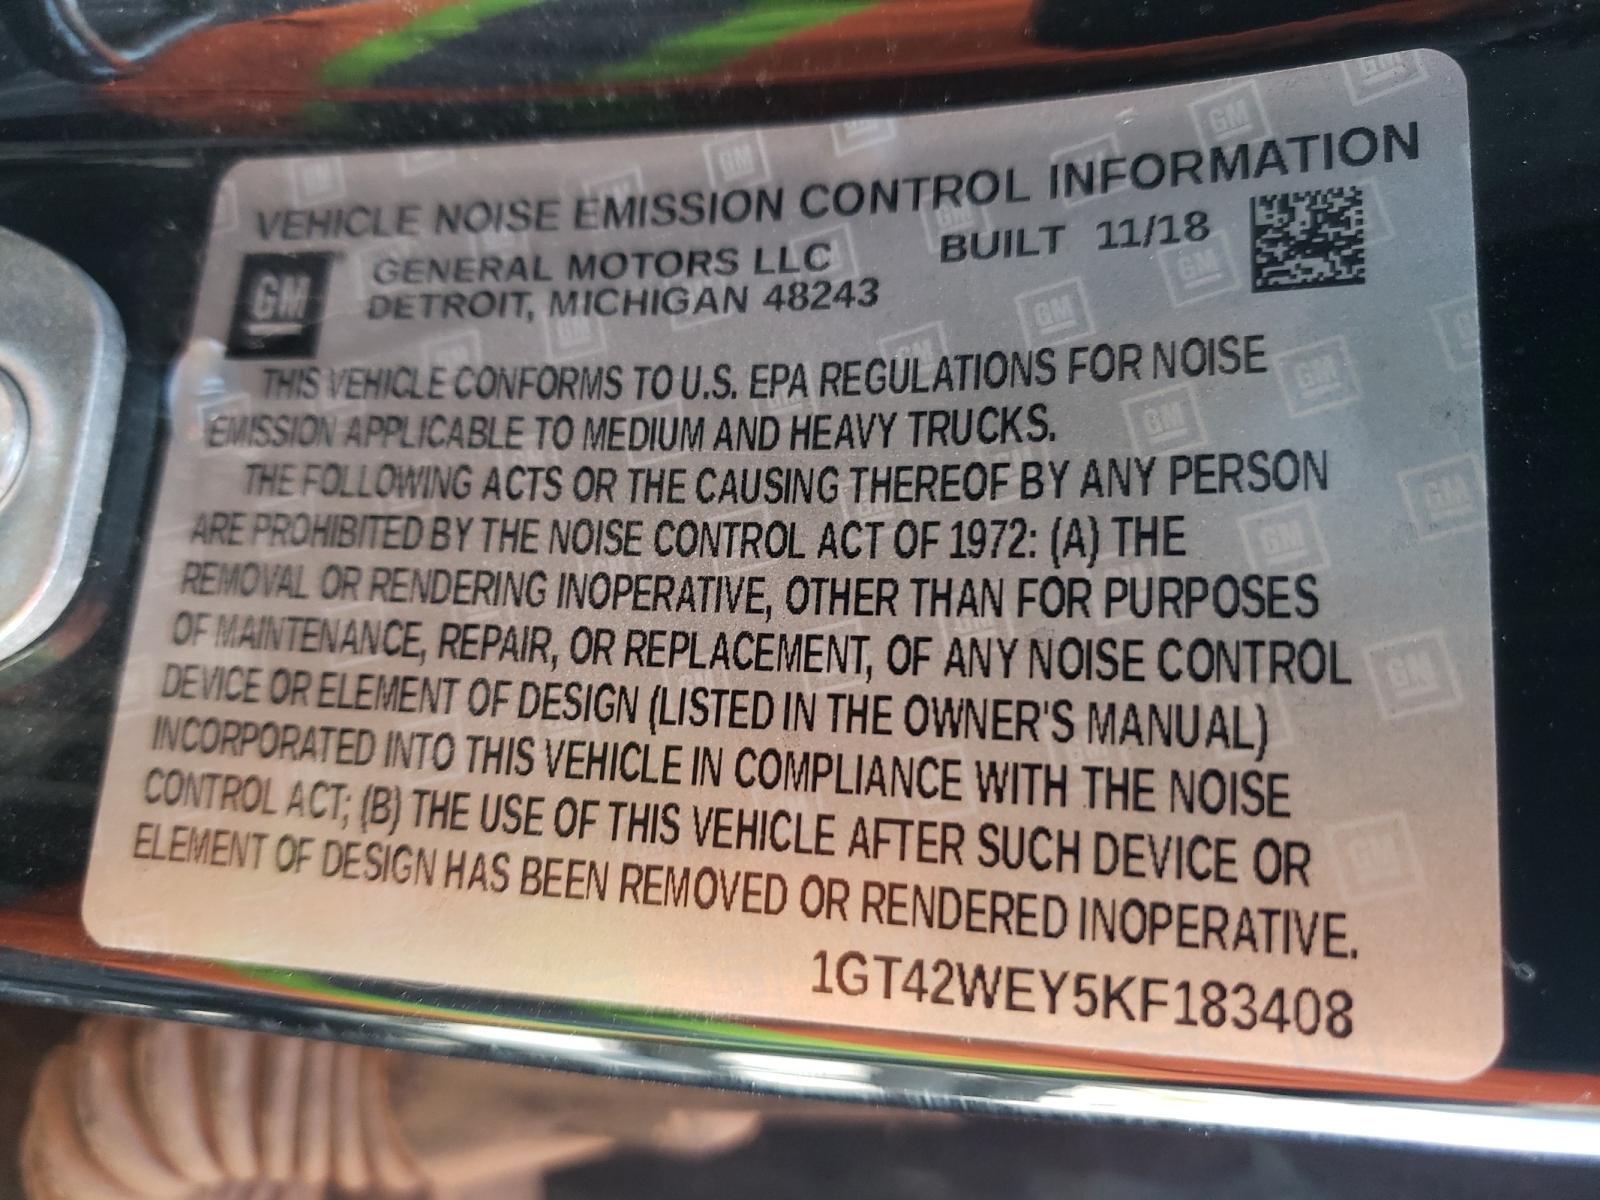 VEHICLE NOISE EMISSION CONTROL INFORMATION
GM GENERAL MOTORS LLC BUILT 11/18
DETROIT, MICHIGAN 48243
THIS VEHICLE CONFORMS TO U.S. EPA REGULATIONS FOR NOISE
EMISSION APPLICABLE TO MEDIUM AND HEAVY TRUCKS.
THE FOLLOWING ACTS OR THE CAUSING THEREOF BY ANY PERSON
ARE PROHIBITED BY THE NOISE CONTROL ACT OF 1972: (A) THE
REMOVAL OR RENDERING INOPERATIVE, OTHER THAN FOR PURPOSES
OF MAINTENANCE, REPAIR, OR REPLACEMENT, OF ANY NOISE CONTROL
DEVICE OR ELEMENT OF DESIGN (LISTED IN THE OWNER'S MANUAL)
INCORPORATED INTO THIS VEHICLE IN COMPLIANCE WITH THE NOISE
CONTROL ACT; (B) THE USE OF THIS VEHICLE AFTER SUCH DEVICE OR
ELEMENT OF DESIGN HAS BEEN REMOVED OR RENDERED INOPERATIVE.
1GT42WEY5KF183408